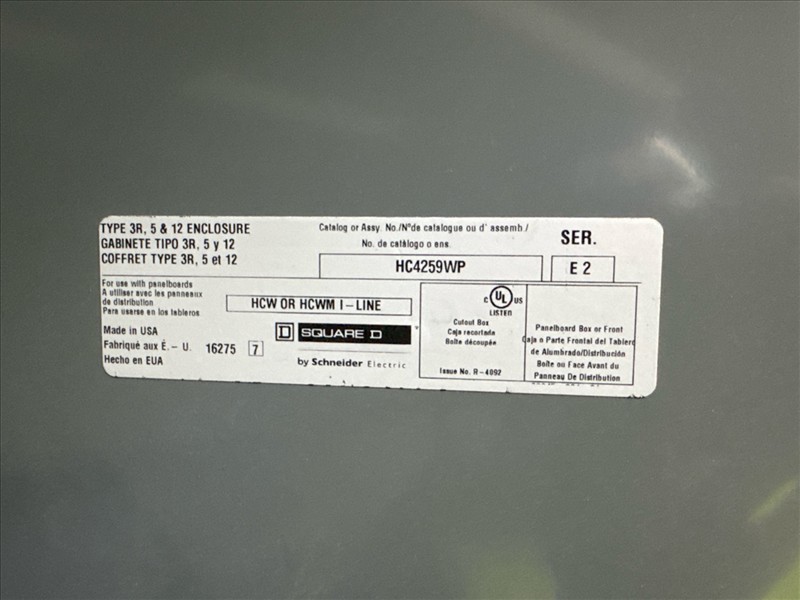 TYPE 3R, 5 & 12 ENCLOSURE
GABINETE TIPO 3R, 5 y 12
COFFRET TYPE 3R, 5 et 12
Catalog or Assy. No./N°de catalogue ou d' assemb/
No. de catálogo o ens.
HC4259WP
SER.
E 2
For use with panelboards
A utiliser avec les panneaux
de distribution
Para usarse en los tableros
HCW OR HCWM I-LINE
Made in USA
Fabriqué aux É.-U. 16275 7
Hecho en EUA
D SQUARE D
by Schneider Electric
c UL US
LISTED
Cutout Box
Caja recortada
Boîte découpée
Issue No. R-4092
Panelboard Box or Front
Caja o Parte Frontal del Tablero
de Alumbrado/Distribución
Boîte ou Face Avant du
Panneau De Distribution